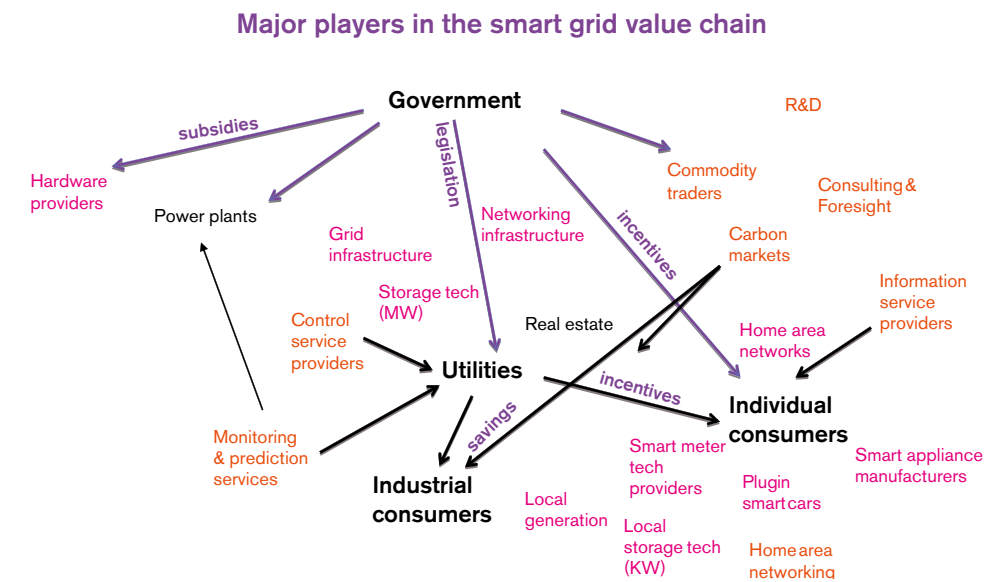 Major players in the smart grid value chain
Government
R&D
subsidies
legislation
Hardware
providers
Commodity
traders
Consulting &
Foresight
Power plants
Networking
infrastructure
Grid
infrastructure
incentives
Carbon
markets
Storage tech
(MW)
Information
service
providers
Control
service
providers
Real estate
Home area
networks
Utilities
incentives
Individual
consumers
savings
Monitoring
& prediction
services
Smart meter
tech
providers
Smart appliance
manufacturers
Industrial
consumers
Plugin
smart cars
Local
generation
Local
storage tech
(KW)
Home area
networking